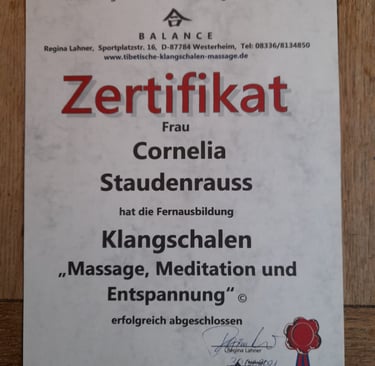 BALANCE
Regina Lahner, Sportplatzstr. 16, D-87784 Westerheim, Tel: 08336/8134850
www.tibetische-klangschalen-massage.de
Zertifikat
Frau
Cornelia
Staudenrauss
hat die Fernausbildung
Klangschalen
„Massage, Meditation und
Entspannung“ ©
erfolgreich abgeschlossen
Regina Lahner